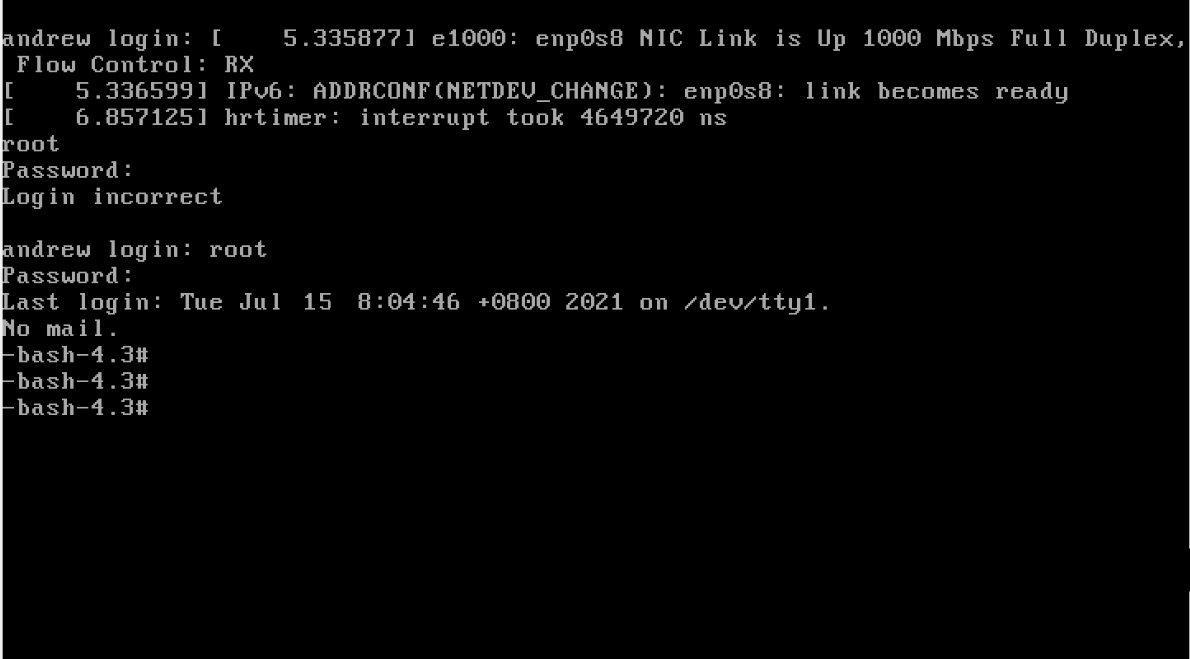 andrew login: [    5.335877] e1000: enp0s8 NIC Link is Up 1000 Mbps Full Duplex,
 Flow Control: RX
[    5.336599] IPv6: ADDRCONF(NETDEV_CHANGE): enp0s8: link becomes ready
[    6.857125] hrtimer: interrupt took 4649720 ns
root
Password:
Login incorrect

andrew login: root
Password:
Last login: Tue Jul 15  8:04:46 +0800 2021 on /dev/tty1.
No mail.
-bash-4.3#
-bash-4.3#
-bash-4.3#